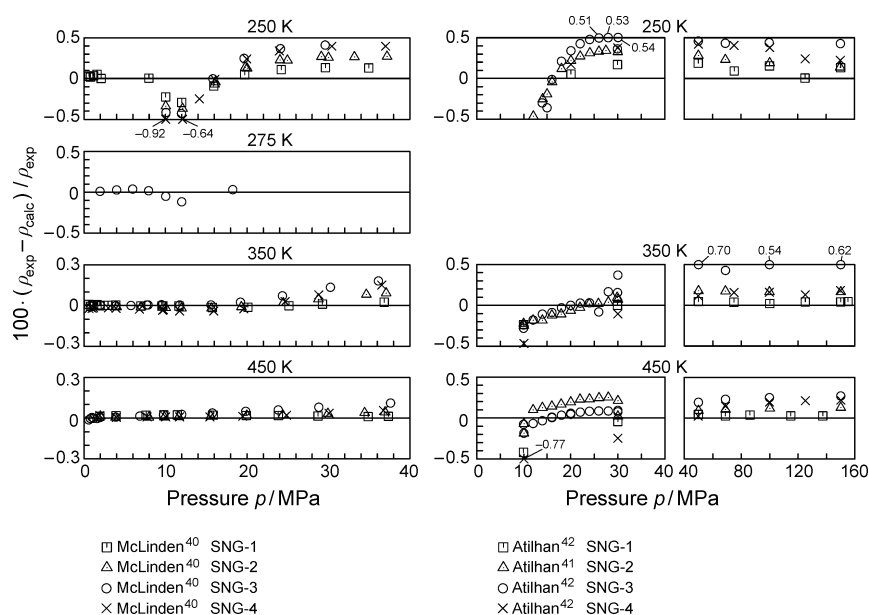 250 K
0.5
0
−0.5
−0.92 −0.64
275 K
0.5
0
−0.5
350 K
0.3
0
−0.3
450 K
0.3
0
−0.3
0 10 20 30 40
Pressure p / MPa
100·(ρexp − ρcalc) / ρexp
250 K
0.51 0.53
0.54
0.5
0
−0.5
350 K
0.70 0.54 0.62
0.5
0
−0.5
450 K
0.5
0
−0.77
−0.5
0 10 20 30 40 80 120 160
Pressure p / MPa
McLinden40 SNG-1
McLinden40 SNG-2
McLinden40 SNG-3
McLinden40 SNG-4
Atilhan42 SNG-1
Atilhan41 SNG-2
Atilhan42 SNG-3
Atilhan42 SNG-4